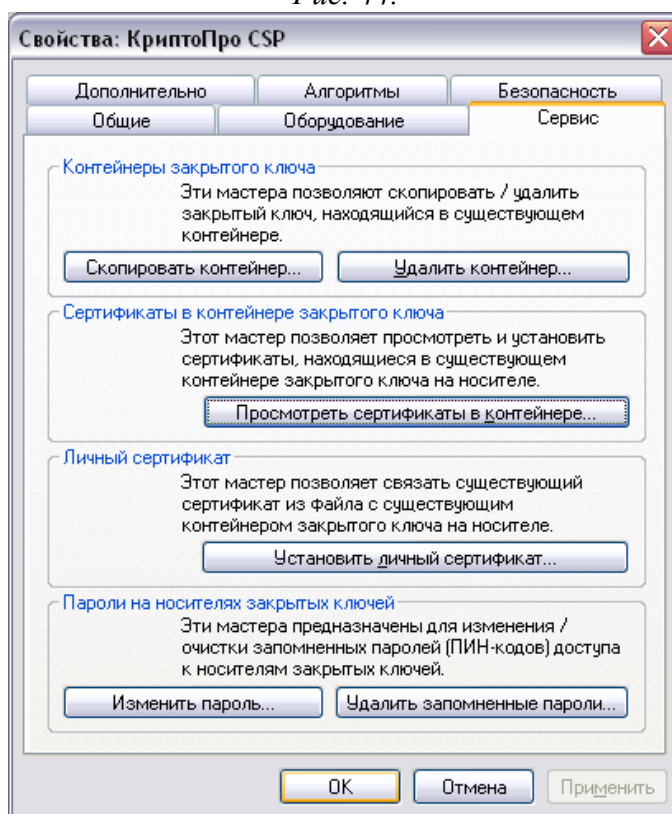 Свойства: КриптоПро CSP
Дополнительно Алгоритмы Безопасность
Общие Оборудование Сервис
Контейнеры закрытого ключа
Эти мастера позволяют скопировать / удалить
закрытый ключ, находящийся в существующем
контейнере.
Скопировать контейнер... Удалить контейнер...
Сертификаты в контейнере закрытого ключа
Этот мастер позволяет просмотреть и установить
сертификаты, находящиеся в существующем
контейнере закрытого ключа на носителе.
Просмотреть сертификаты в контейнере...
Личный сертификат
Этот мастер позволяет связать существующий
сертификат из файла с существующим
контейнером закрытого ключа на носителе.
Установить личный сертификат...
Пароли на носителях закрытых ключей
Эти мастера предназначены для изменения /
очистки запомненных паролей (ПИН-кодов) доступа
к носителям закрытых ключей.
Изменить пароль... Удалить запомненные пароли...
ОК Отмена Применить